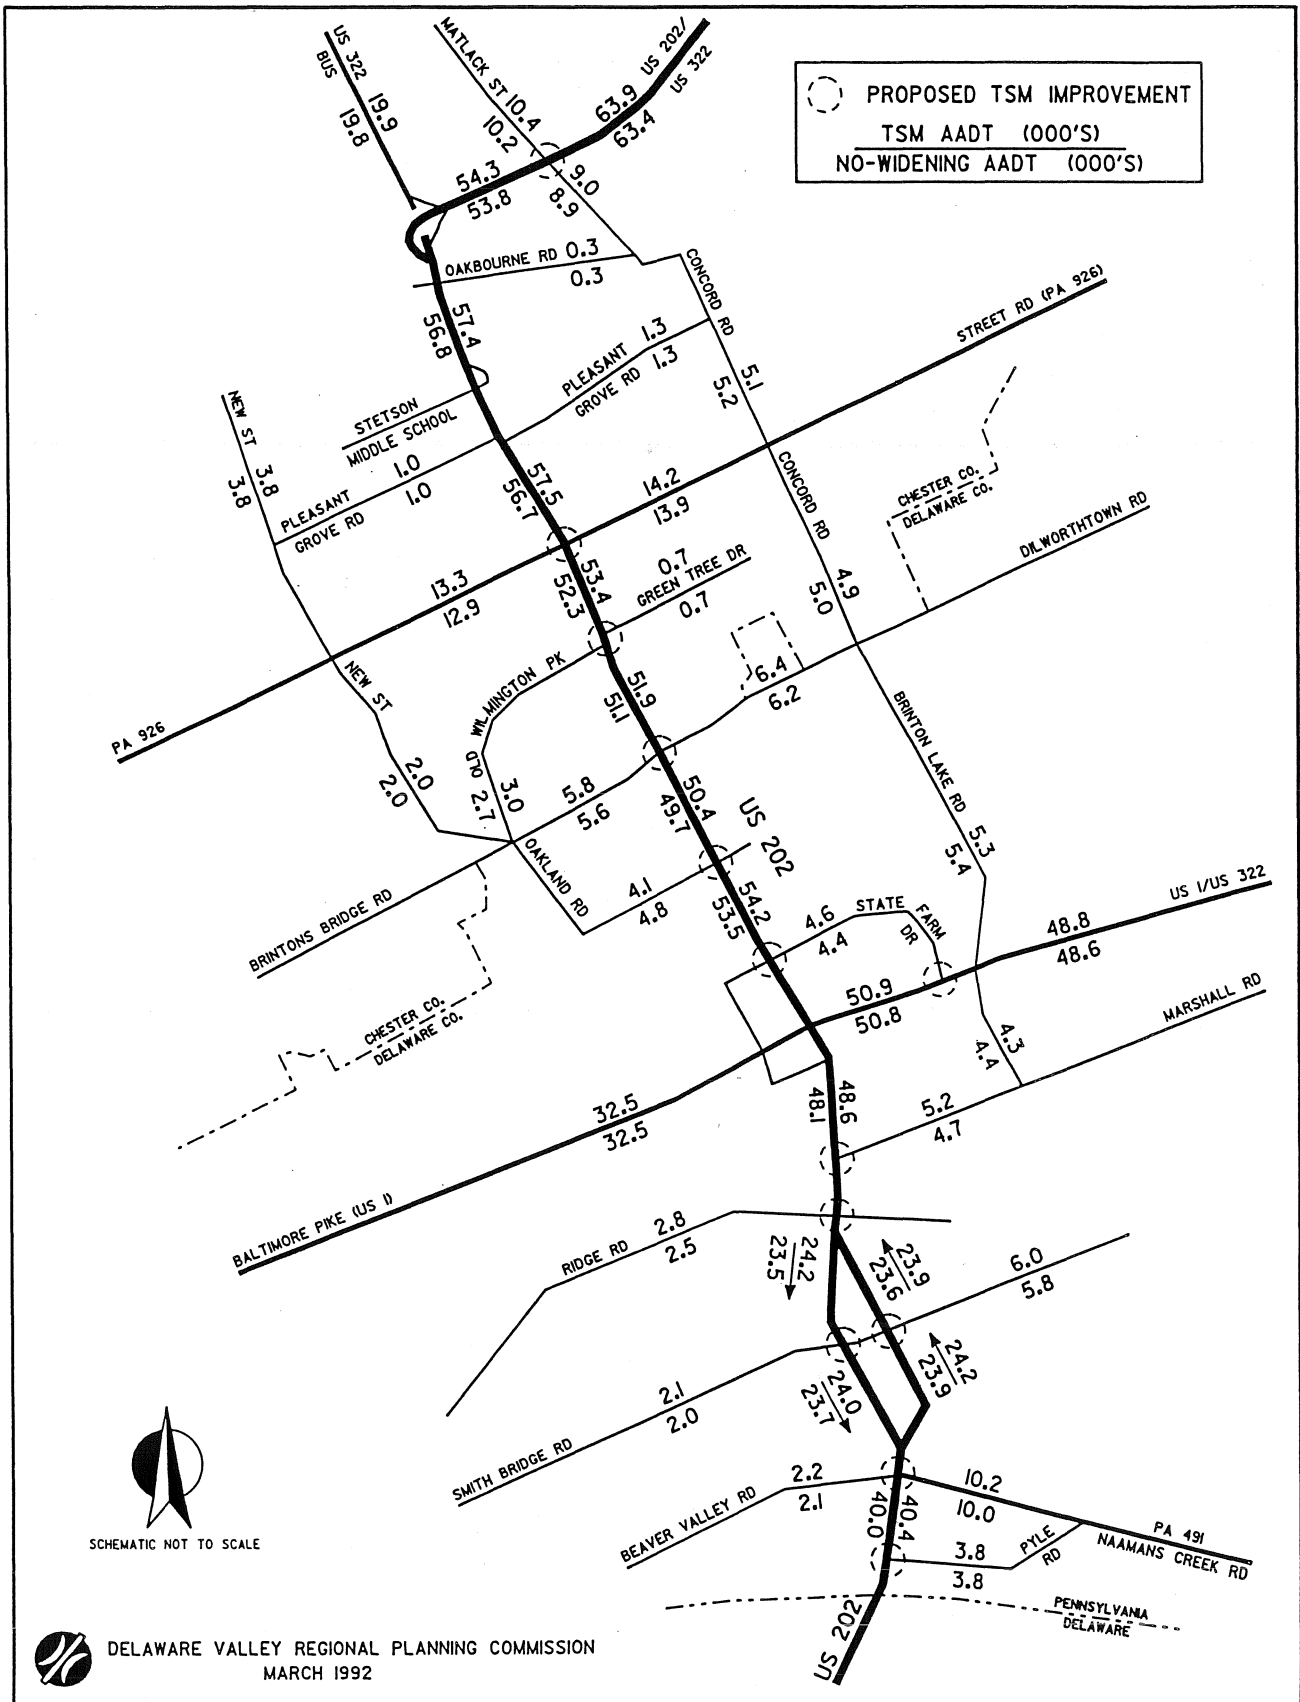 US 322
BUS
19.9
19.8
MATLACK ST
10.4
10.2
US 202/
US 322
63.9
63.4
PROPOSED TSM IMPROVEMENT
TSM AADT (000'S)
NO-WIDENING AADT (000'S)
54.3
53.8
9.0
8.9
OAKBOURNE RD
0.3
0.3
CONCORD RD
57.4
56.8
STREET RD (PA 926)
PLEASANT
GROVE RD
1.3
1.3
5.1
5.2
NEW ST
3.8
3.8
STETSON
MIDDLE SCHOOL
PLEASANT
GROVE RD
1.0
1.0
57.5
56.7
14.2
13.9
CONCORD RD
CHESTER CO.
DELAWARE CO.
DILWORTHTOWN RD
13.3
12.9
53.4
52.3
0.7
GREEN TREE DR
0.7
4.9
5.0
NEW ST
OLD WILMINGTON PK
51.9
51.1
6.4
6.2
PA 926
2.0
2.0
3.0
2.7
5.8
5.6
50.4
49.7
US 202
BRINTON LAKE RD
5.3
5.4
OAKLAND RD
4.1
4.8
54.2
53.5
BRINTONS BRIDGE RD
4.6
4.4
STATE FARM
DR
US 1/US 322
48.8
48.6
CHESTER CO.
DELAWARE CO.
50.9
50.8
MARSHALL RD
4.3
4.4
32.5
32.5
48.6
48.1
5.2
4.7
BALTIMORE PIKE (US 1)
RIDGE RD
2.8
2.5
24.2
23.5
23.9
23.6
6.0
5.8
24.2
23.9
24.0
23.7
2.1
2.0
SMITH BRIDGE RD
BEAVER VALLEY RD
2.2
2.1
10.2
10.0
40.4
40.0
PA 491
NAAMANS CREEK RD
PYLE
RD
3.8
3.8
PENNSYLVANIA
DELAWARE
US 202
SCHEMATIC NOT TO SCALE
DELAWARE VALLEY REGIONAL PLANNING COMMISSION
MARCH 1992